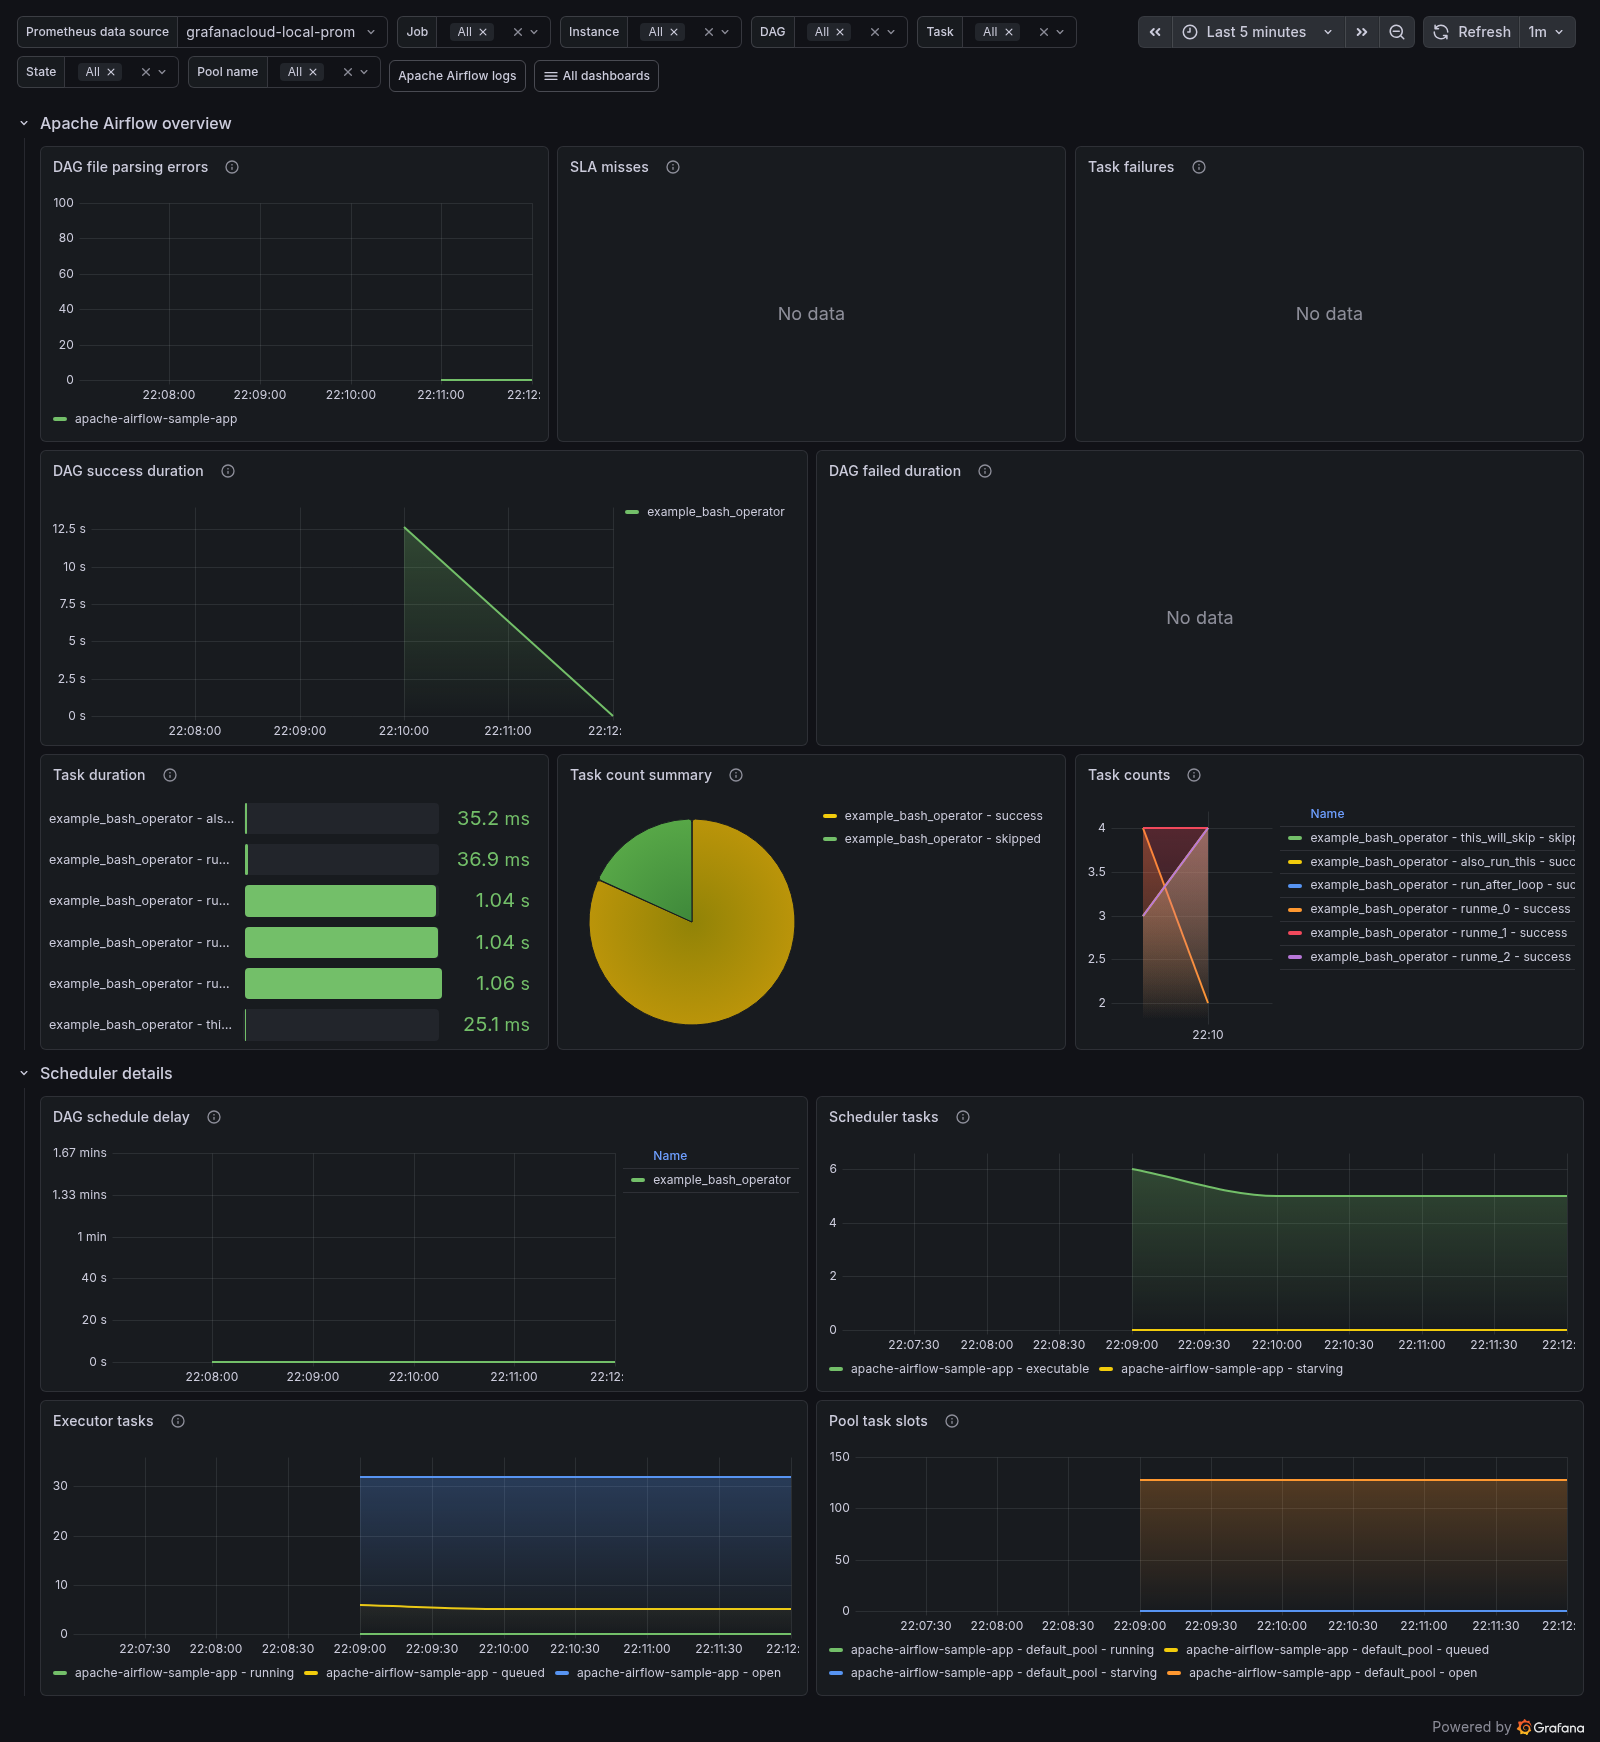 Prometheus data source grafanacloud-local-prom Job All Instance All DAG All Task All Last 5 minutes Refresh 1m
State All Pool name All Apache Airflow logs All dashboards
Apache Airflow overview
DAG file parsing errors
100
80
60
40
20
0
22:08:00 22:09:00 22:10:00 22:11:00 22:12:
apache-airflow-sample-app
SLA misses
No data
Task failures
No data
DAG success duration
12.5 s
10 s
7.5 s
5 s
2.5 s
0 s
22:08:00 22:09:00 22:10:00 22:11:00 22:12:
example_bash_operator
DAG failed duration
No data
Task duration
example_bash_operator - als... 35.2 ms
example_bash_operator - ru... 36.9 ms
example_bash_operator - ru... 1.04 s
example_bash_operator - ru... 1.04 s
example_bash_operator - ru... 1.06 s
example_bash_operator - thi... 25.1 ms
Task count summary
example_bash_operator - success
example_bash_operator - skipped
Task counts
4
3.5
3
2.5
2
22:10
Name
example_bash_operator - this_will_skip - skipp
example_bash_operator - also_run_this - succ
example_bash_operator - run_after_loop - suc
example_bash_operator - runme_0 - success
example_bash_operator - runme_1 - success
example_bash_operator - runme_2 - success
Scheduler details
DAG schedule delay
1.67 mins
1.33 mins
1 min
40 s
20 s
0 s
22:08:00 22:09:00 22:10:00 22:11:00 22:12:
Name
example_bash_operator
Scheduler tasks
6
4
2
0
22:07:30 22:08:00 22:08:30 22:09:00 22:09:30 22:10:00 22:10:30 22:11:00 22:11:30 22:12:
apache-airflow-sample-app - executable apache-airflow-sample-app - starving
Executor tasks
30
20
10
0
22:07:30 22:08:00 22:08:30 22:09:00 22:09:30 22:10:00 22:10:30 22:11:00 22:11:30 22:12:
apache-airflow-sample-app - running apache-airflow-sample-app - queued apache-airflow-sample-app - open
Pool task slots
150
100
50
0
22:07:30 22:08:00 22:08:30 22:09:00 22:09:30 22:10:00 22:10:30 22:11:00 22:11:30 22:12:
apache-airflow-sample-app - default_pool - running apache-airflow-sample-app - default_pool - queued
apache-airflow-sample-app - default_pool - starving apache-airflow-sample-app - default_pool - open
Powered by Grafana